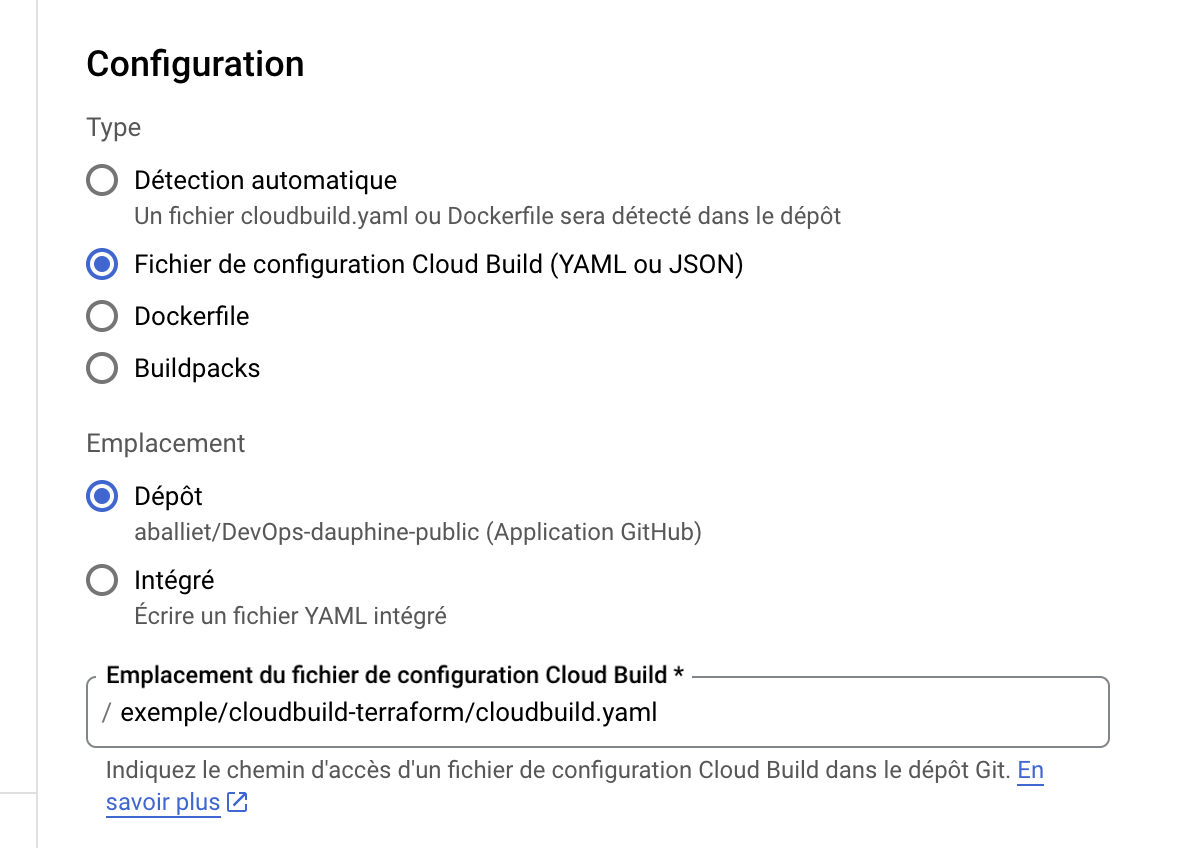 Configuration
Type
Détection automatique
Un fichier cloudbuild.yaml ou Dockerfile sera détecté dans le dépôt
Fichier de configuration Cloud Build (YAML ou JSON)
Dockerfile
Buildpacks
Emplacement
Dépôt
aballiet/DevOps-dauphine-public (Application GitHub)
Intégré
Écrire un fichier YAML intégré
Emplacement du fichier de configuration Cloud Build *
/ exemple/cloudbuild-terraform/cloudbuild.yaml
Indiquez le chemin d'accès d'un fichier de configuration Cloud Build dans le dépôt Git. En
savoir plus